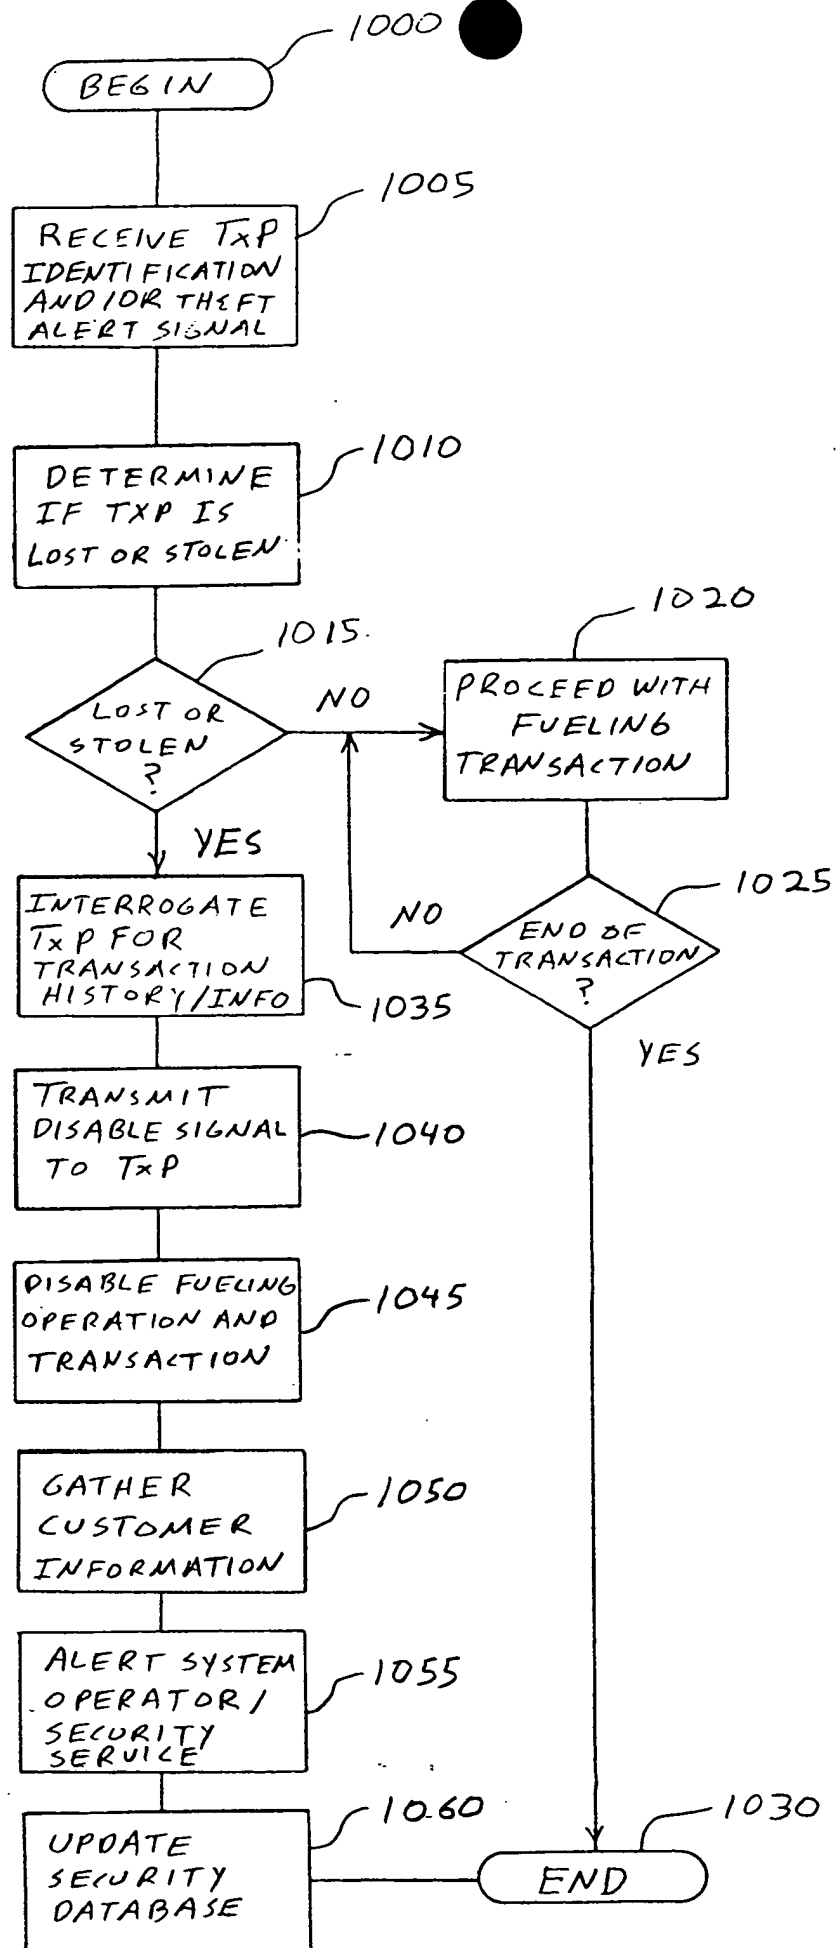 1000
BEGIN
1005
RECEIVE TxP
IDENTIFICATION
AND/OR THEFT
ALERT SIGNAL
1010
DETERMINE
IF TXP IS
LOST OR STOLEN
1015
LOST OR
STOLEN
?
NO
YES
1020
PROCEED WITH
FUELING
TRANSACTION
1025
END OF
TRANSACTION
?
NO
YES
INTERROGATE
TxP FOR
TRANSACTION
HISTORY/INFO
1035
TRANSMIT
DISABLE SIGNAL
TO TxP
1040
DISABLE FUELING
OPERATION AND
TRANSACTION
1045
GATHER
CUSTOMER
INFORMATION
1050
ALERT SYSTEM
OPERATOR/
SECURITY
SERVICE
1055
1060
UPDATE
SECURITY
DATABASE
1030
END